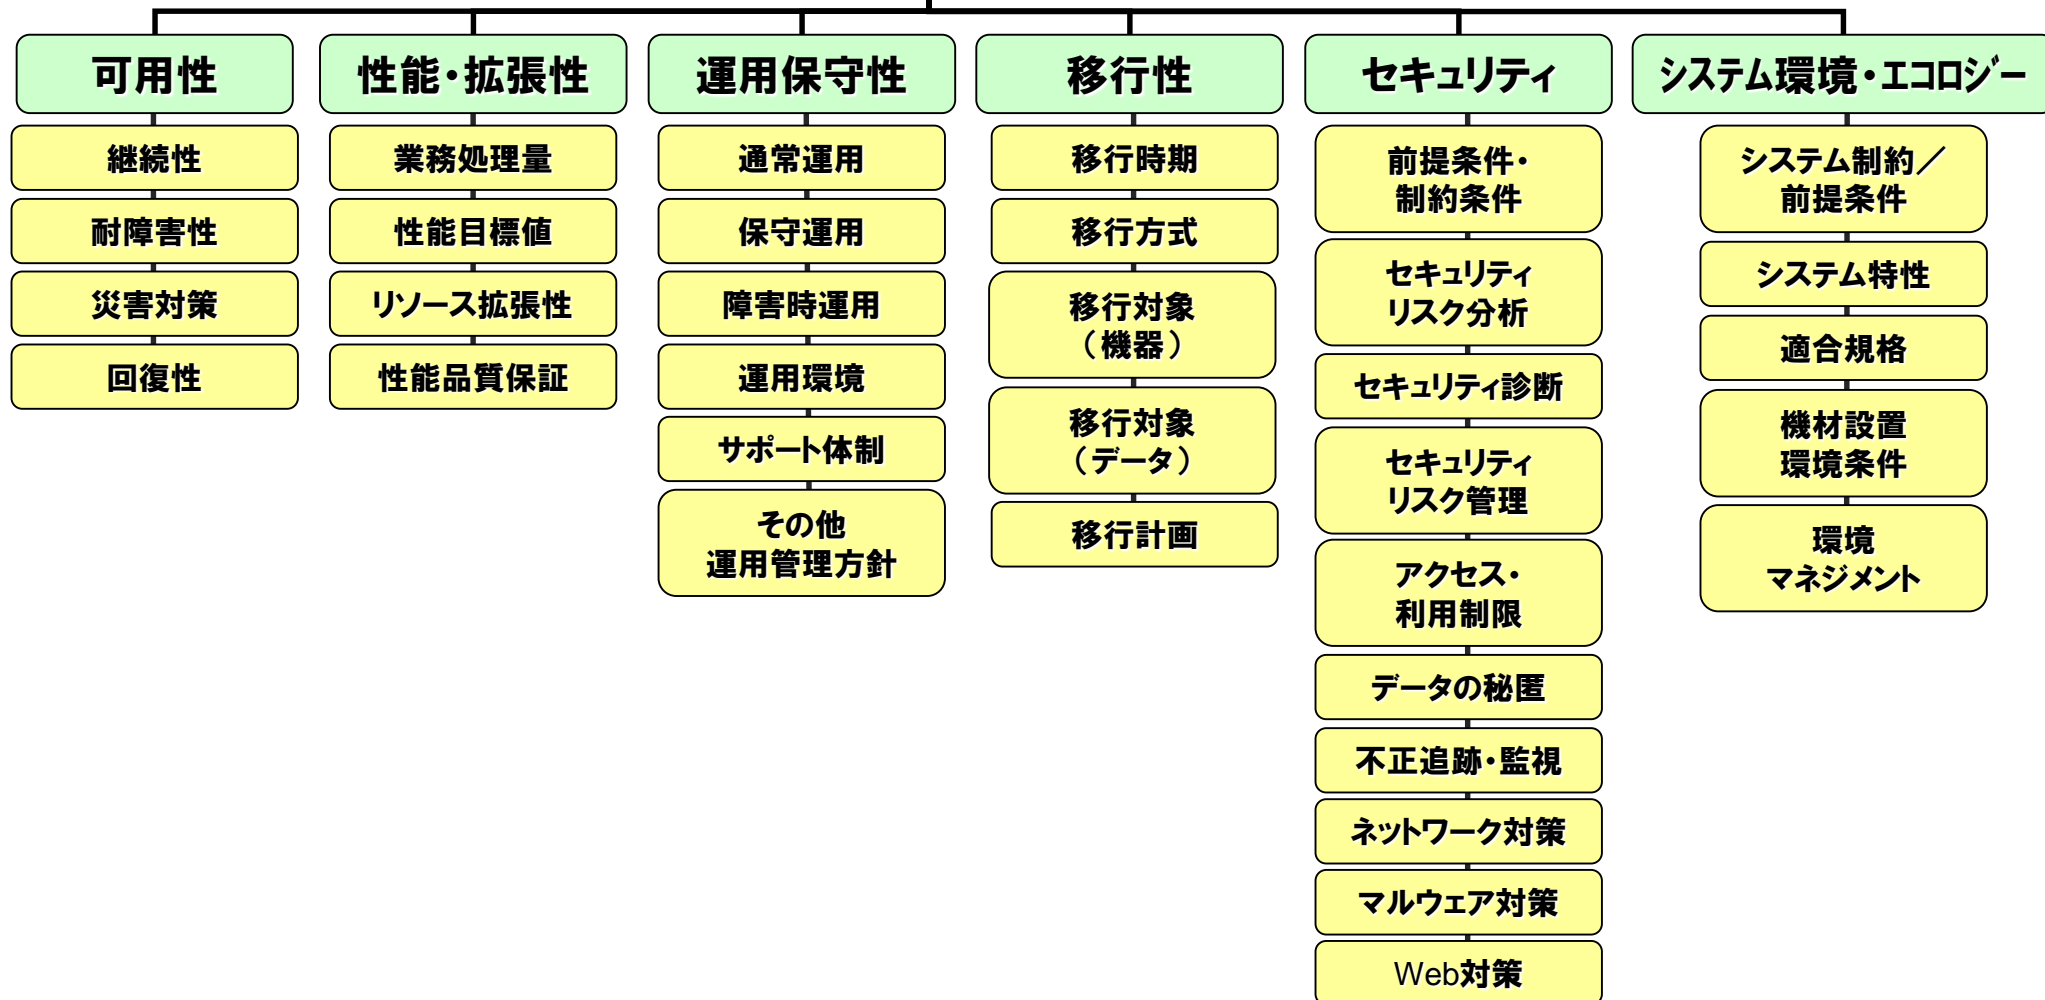 可用性
継続性
耐障害性
災害対策
回復性
性能・拡張性
業務処理量
性能目標値
リソース拡張性
性能品質保証
運用保守性
通常運用
保守運用
障害時運用
運用環境
サポート体制
その他
運用管理方針
移行性
移行時期
移行方式
移行対象
（機器）
移行対象
（データ）
移行計画
セキュリティ
前提条件・
制約条件
セキュリティ
リスク分析
セキュリティ診断
セキュリティ
リスク管理
アクセス・
利用制限
データの秘匿
不正追跡・監視
ネットワーク対策
マルウェア対策
Web対策
システム環境・エコロジー
システム制約／
前提条件
システム特性
適合規格
機材設置
環境条件
環境
マネジメント